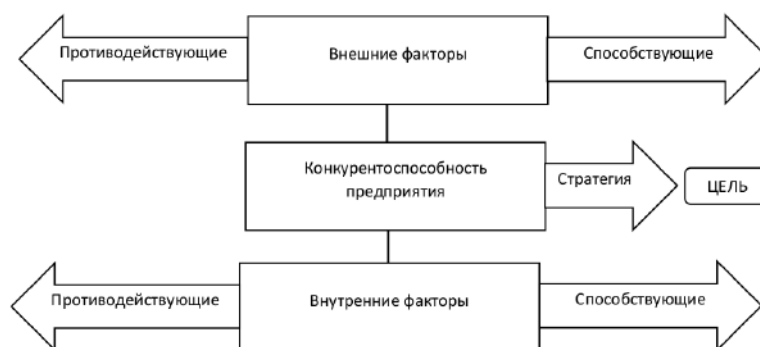 Противодействующие
Внешние факторы
Способствующие
Конкурентоспособность
предприятия
Стратегия
ЦЕЛЬ
Противодействующие
Внутренние факторы
Способствующие